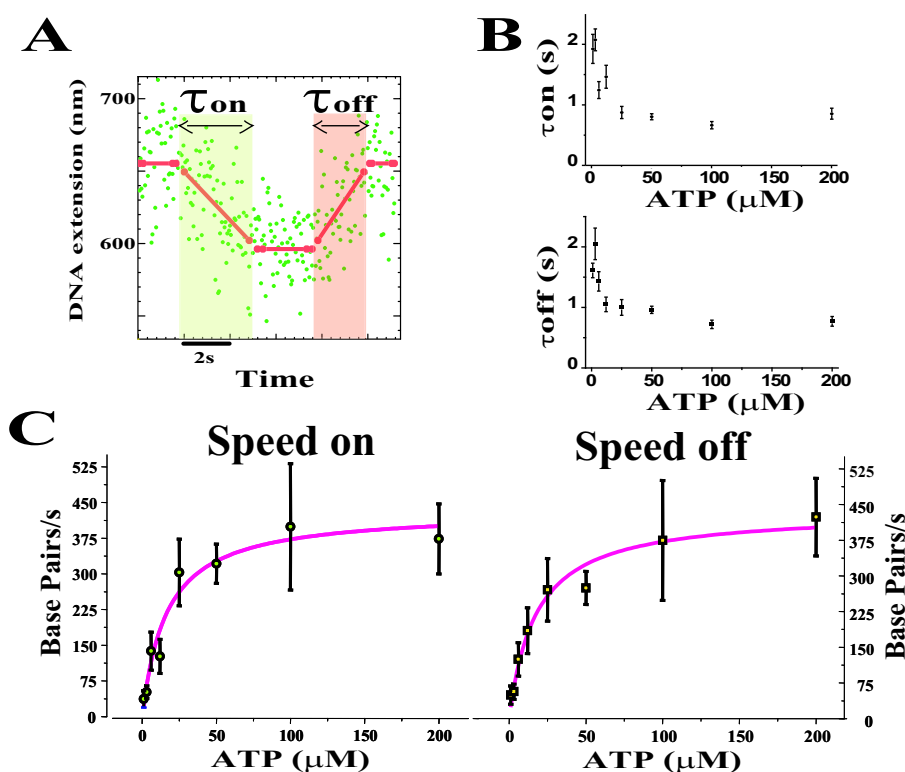 A
DNA extension (nm)
700
600
τon
τoff
2s
Time
B
τon (s)
2
1
0
0 50 100 150 200
ATP (μM)
τoff (s)
2
1
0
0 50 100 150 200
ATP (μM)
C
Speed on
Base Pairs/s
525
450
375
300
225
150
75
0
0 50 100 150 200
ATP (μM)
Speed off
525
450
375
300
225
150
75
0
Base Pairs/s
0 50 100 150 200
ATP (μM)